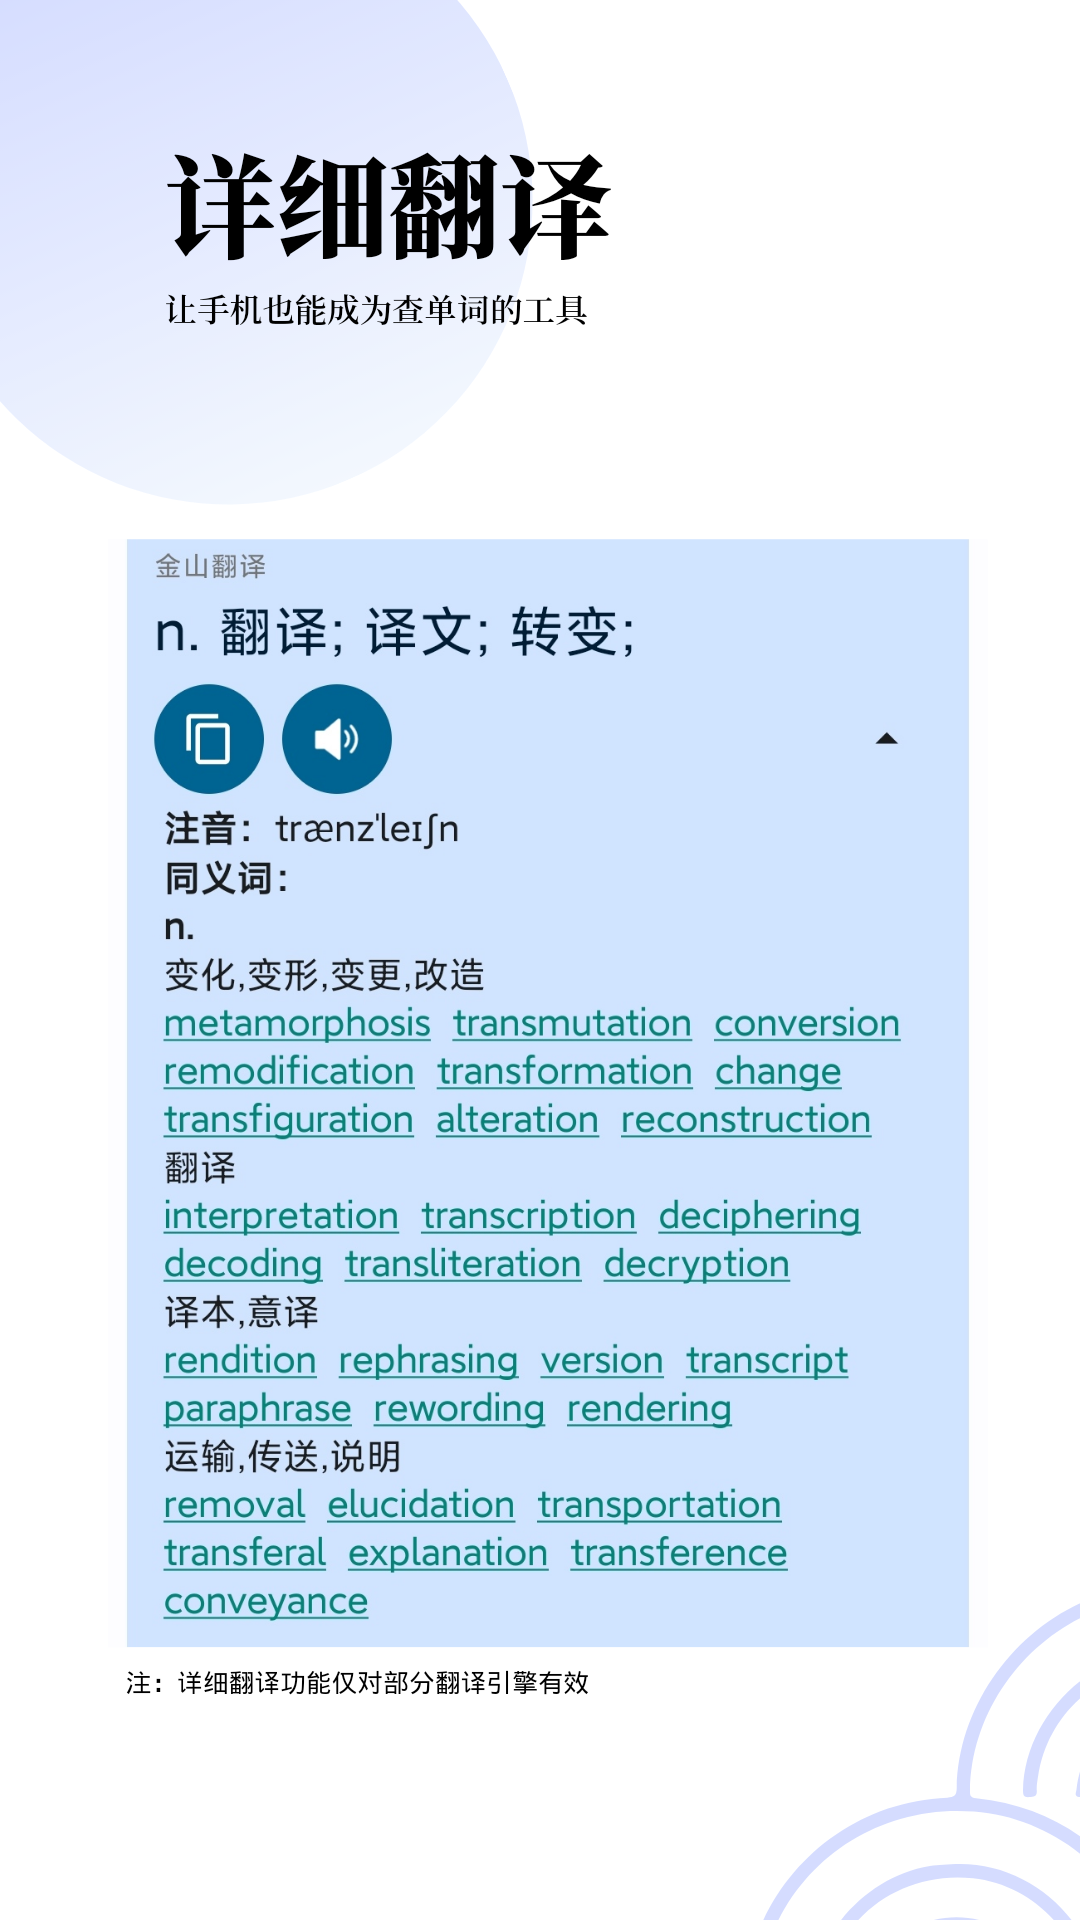 详细翻译
让手机也能成为查单词的工具
金山翻译
n. 翻译; 译文; 转变;
注音：trænz'leɪʃn
同义词：
n.
变化,变形,变更,改造
metamorphosis transmutation conversion
remodification transformation change
transfiguration alteration reconstruction
翻译
interpretation transcription deciphering
decoding transliteration decryption
译本,意译
rendition rephrasing version transcript
paraphrase rewording rendering
运输,传送,说明
removal elucidation transportation
transferal explanation transference
conveyance
注：详细翻译功能仅对部分翻译引擎有效